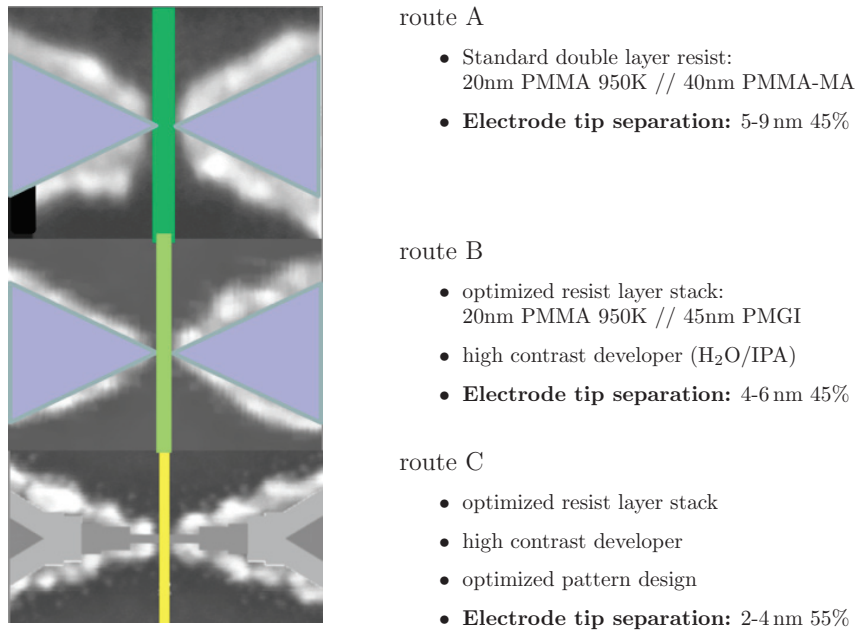 route A
• Standard double layer resist:
20nm PMMA 950K // 40nm PMMA-MA
• Electrode tip separation: 5-9 nm 45%
route B
• optimized resist layer stack:
20nm PMMA 950K // 45nm PMGI
• high contrast developer (H₂O/IPA)
• Electrode tip separation: 4-6 nm 45%
route C
• optimized resist layer stack
• high contrast developer
• optimized pattern design
• Electrode tip separation: 2-4 nm 55%